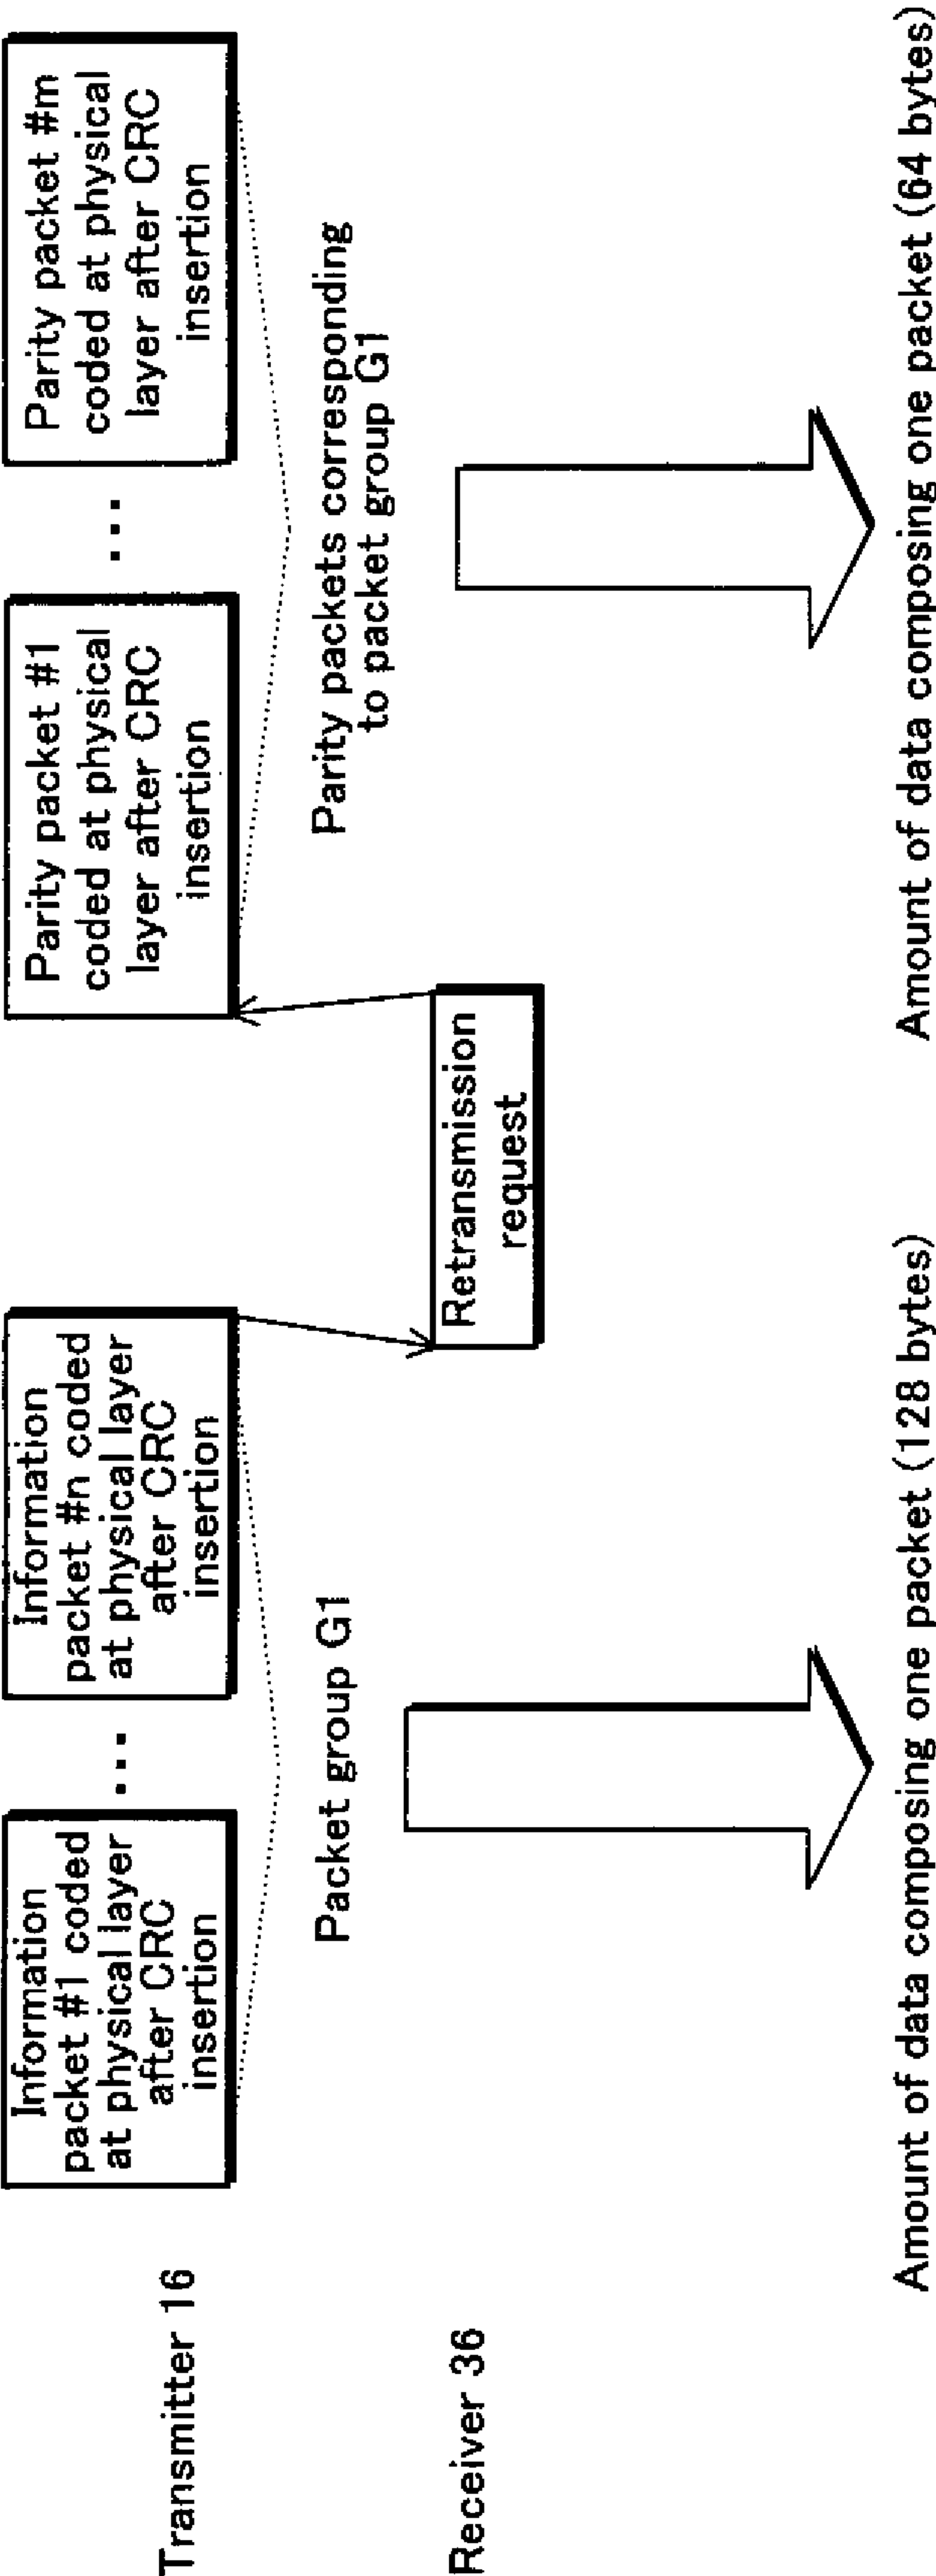 Transmitter 16
Information
packet #1 coded
at physical layer
after CRC
insertion
...
Information
packet #n coded
at physical layer
after CRC
insertion
Parity packet #1
coded at physical
layer after CRC
insertion
...
Parity packet #m
coded at physical
layer after CRC
insertion
Packet group G1
Parity packets corresponding
to packet group G1
Receiver 36
Retransmission
request
Amount of data composing one packet (128 bytes)
Amount of data composing one packet (64 bytes)